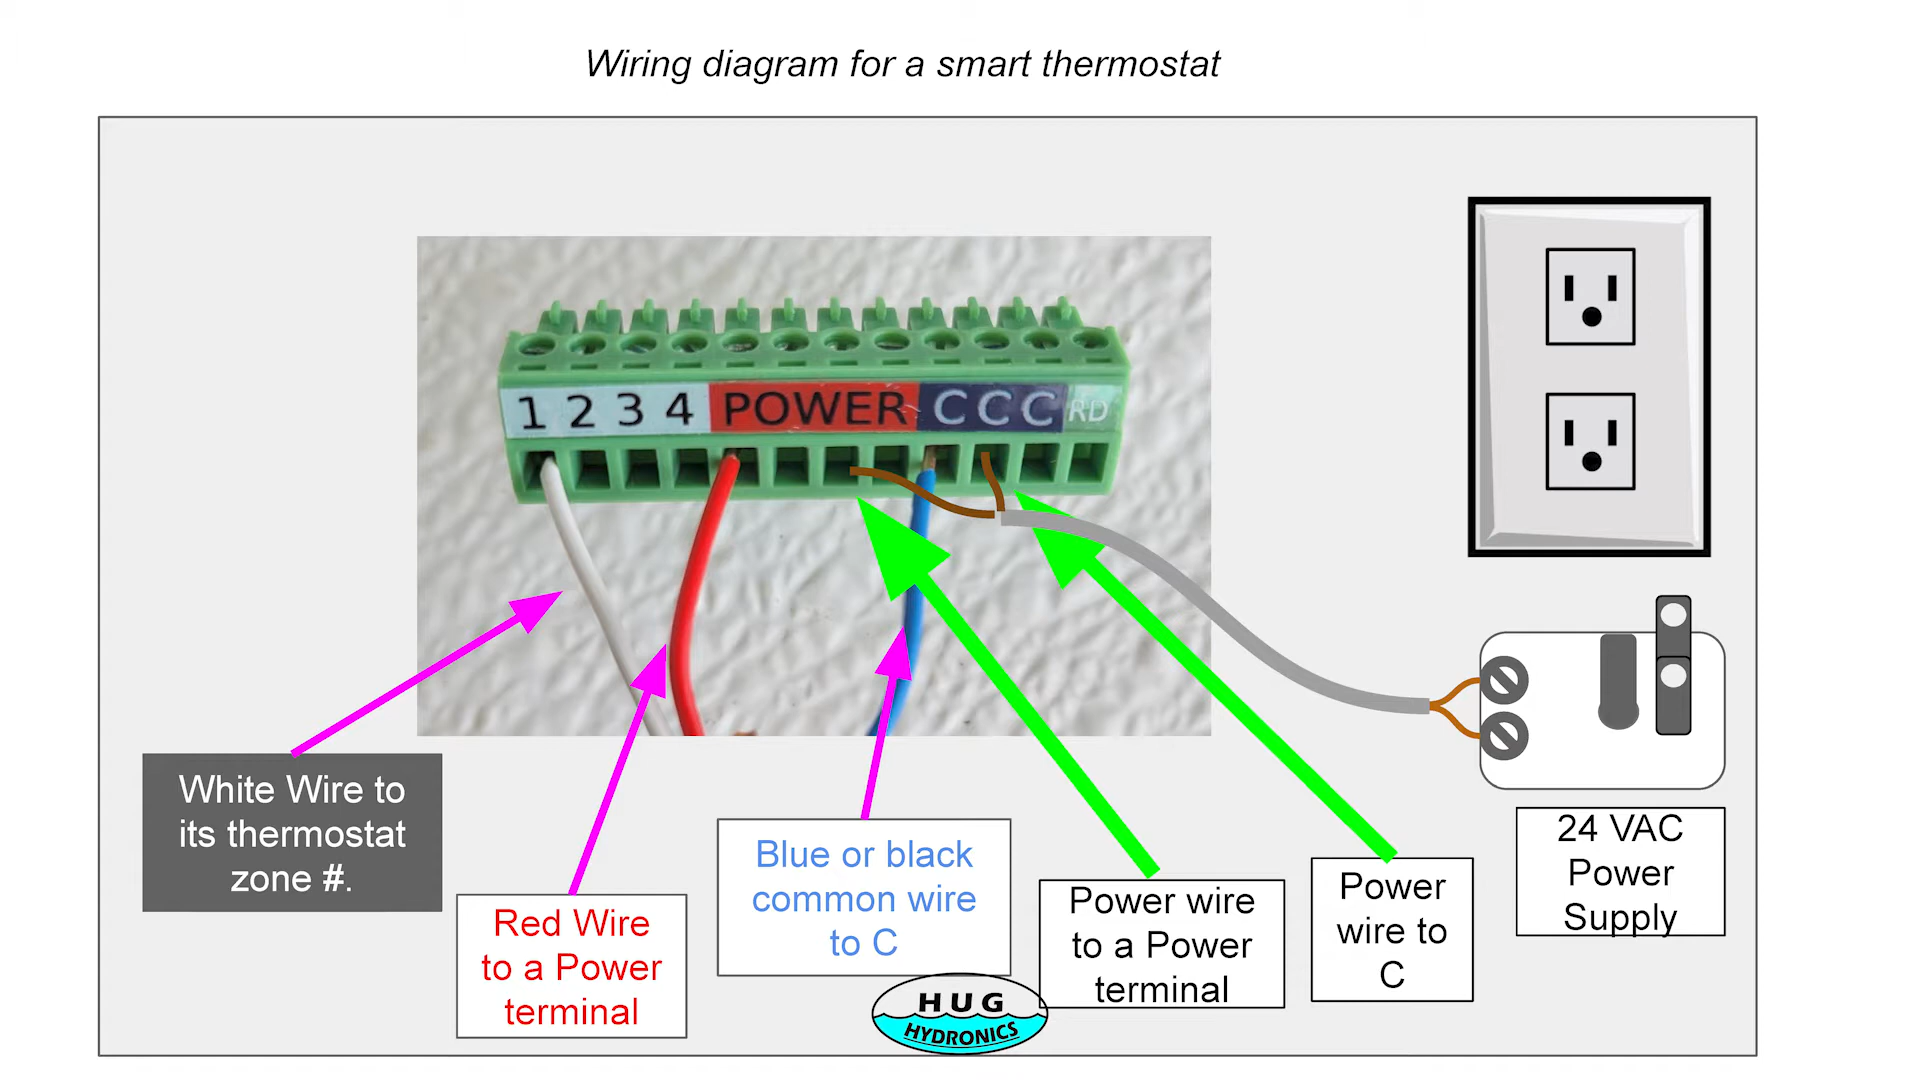 Wiring diagram for a smart thermostat
1 2 3 4 POWER C C C RD
White Wire to
its thermostat
zone #.
Red Wire
to a Power
terminal
Blue or black
common wire
to C
Power wire
to a Power
terminal
Power
wire to
C
24 VAC
Power
Supply
HUG
HYDRONICS